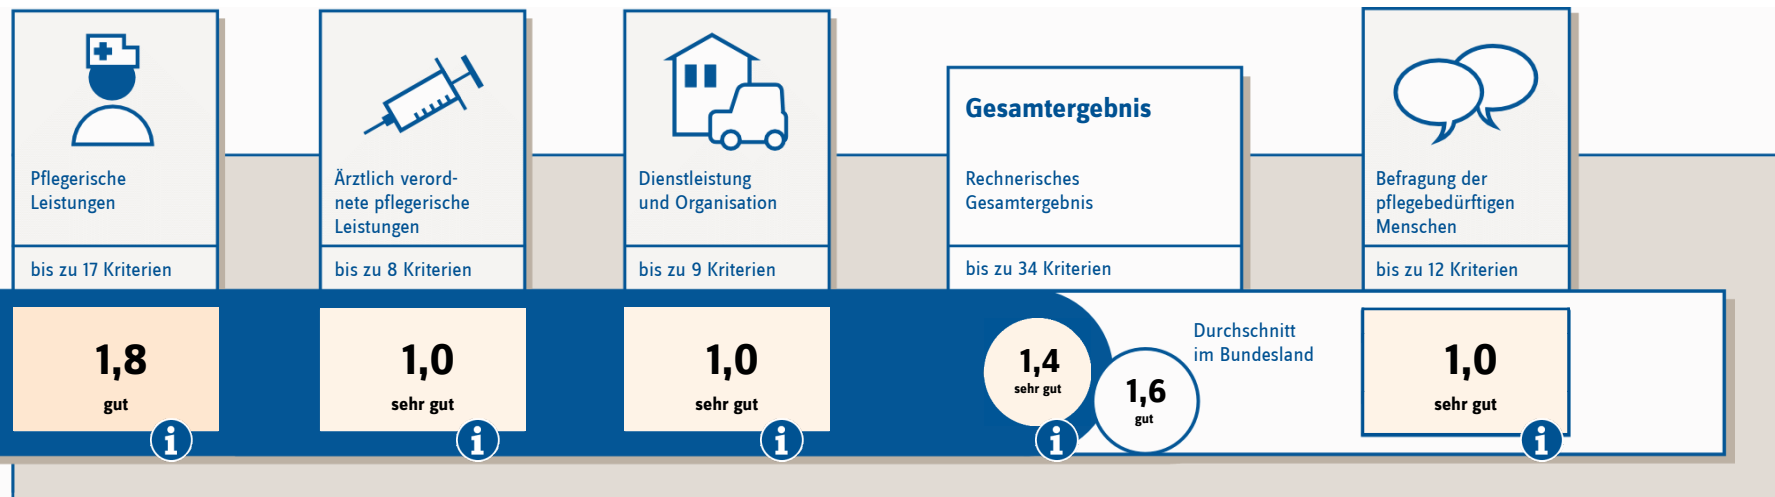 Pflegerische
Leistungen
bis zu 17 Kriterien
1,8
gut
Ärztlich verord-
nete pflegerische
Leistungen
bis zu 8 Kriterien
1,0
sehr gut
Dienstleistung
und Organisation
bis zu 9 Kriterien
1,0
sehr gut
Gesamtergebnis
Rechnerisches
Gesamtergebnis
bis zu 34 Kriterien
1,4
sehr gut
1,6
gut
Durchschnitt
im Bundesland
Befragung der
pflegebedürftigen
Menschen
bis zu 12 Kriterien
1,0
sehr gut